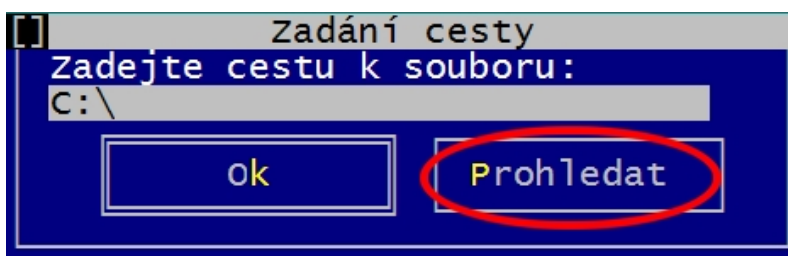 [] Zadání cesty
Zadejte cestu k souboru:
C:\
Ok Prohledat